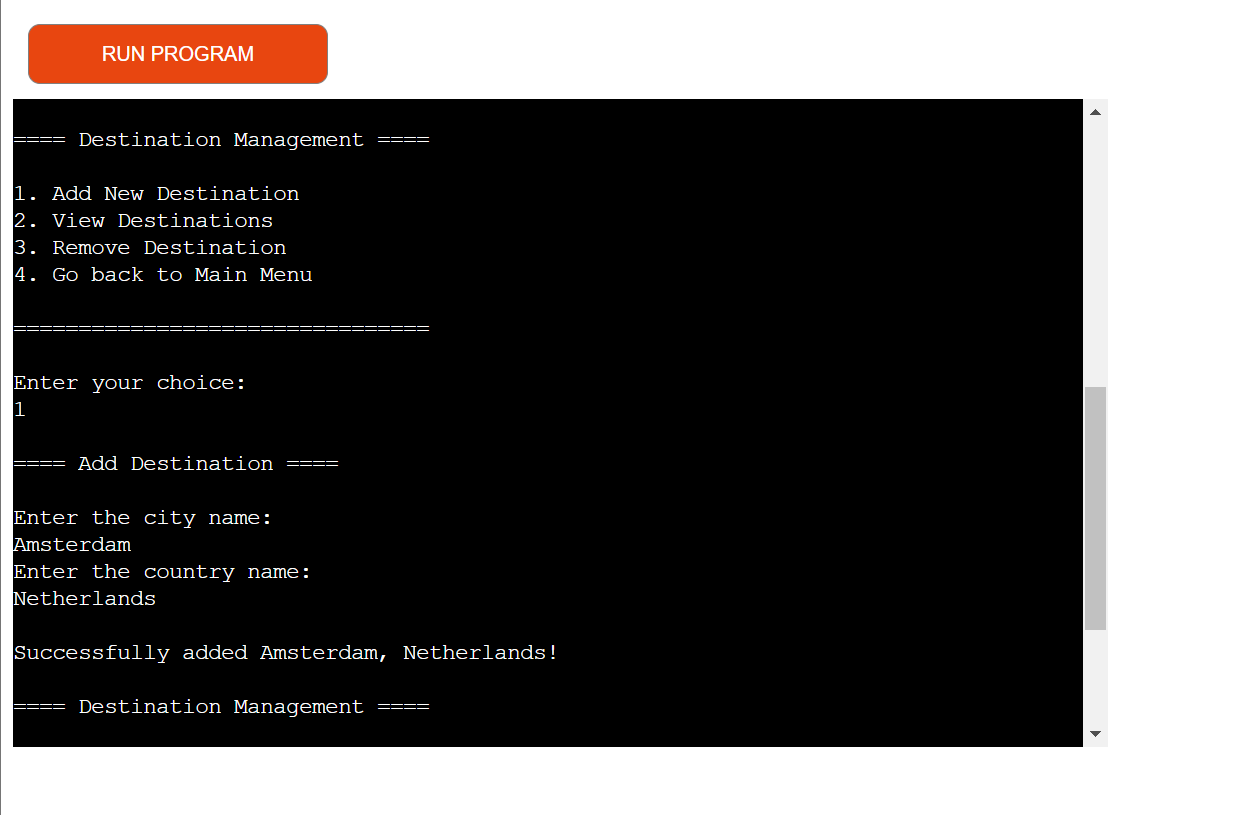 RUN PROGRAM
==== Destination Management ====
1. Add New Destination
2. View Destinations
3. Remove Destination
4. Go back to Main Menu
================================
Enter your choice:
1
==== Add Destination ====
Enter the city name:
Amsterdam
Enter the country name:
Netherlands
Successfully added Amsterdam, Netherlands!
==== Destination Management ====